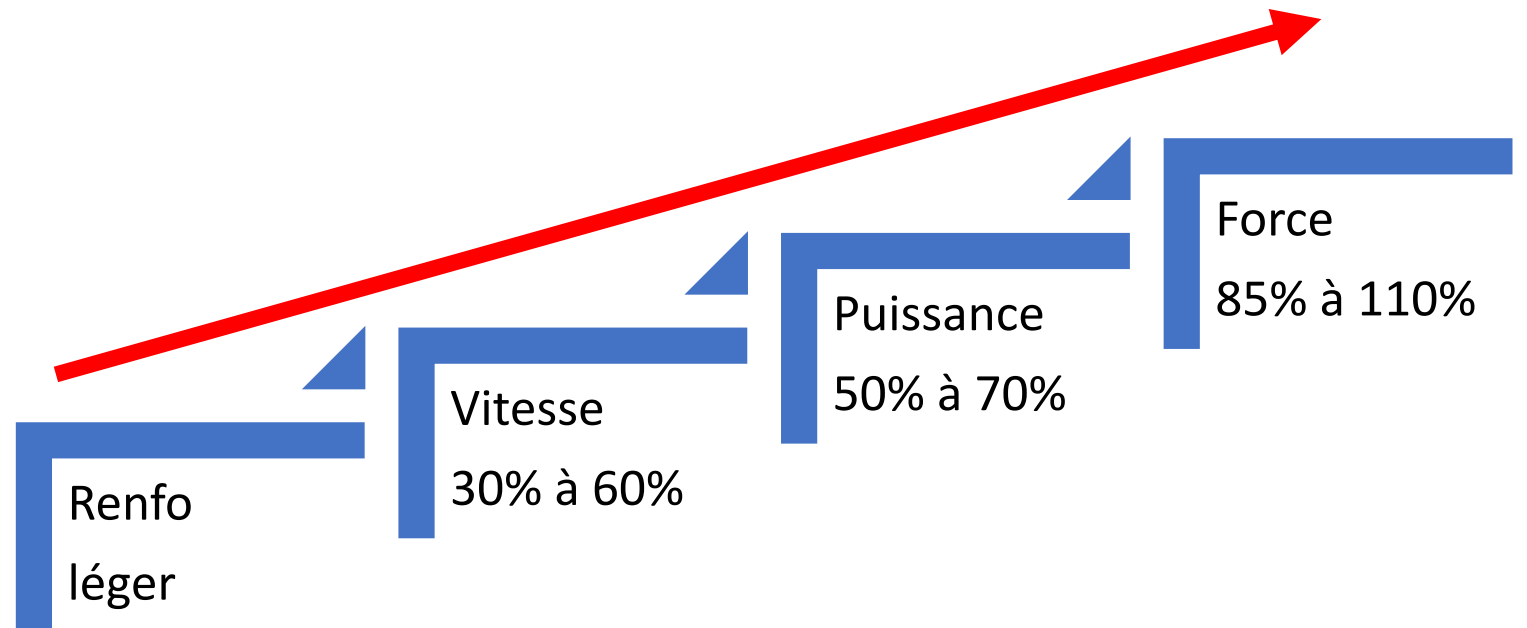 Renfo
léger
Vitesse
30% à 60%
Puissance
50% à 70%
Force
85% à 110%